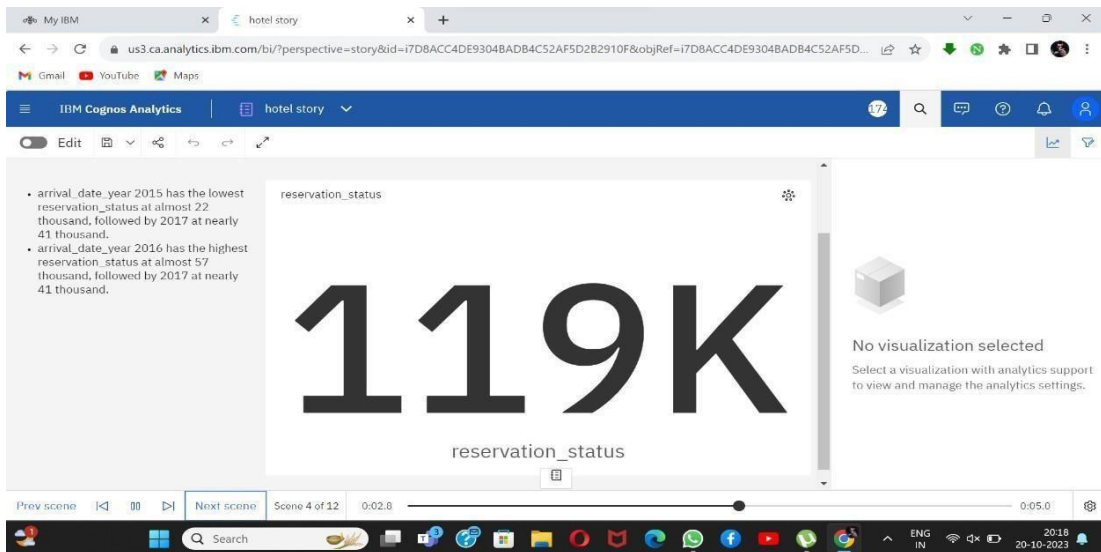 My IBM
hotel story
us3.ca.analytics.ibm.com/bi/?perspective=story&id=i7D8ACC4DE9304BADB4C52AF5D2B2910F&objRef=i7D8ACC4DE9304BADB4C52AF5D...
Gmail YouTube Maps
IBM Cognos Analytics hotel story 174
Edit
• arrival_date_year 2015 has the lowest
reservation_status at almost 22
thousand, followed by 2017 at nearly
41 thousand.
• arrival_date_year 2016 has the highest
reservation_status at almost 57
thousand, followed by 2017 at nearly
41 thousand.
reservation_status
119K
reservation_status
No visualization selected
Select a visualization with analytics support
to view and manage the analytics settings.
Prev scene Next scene Scene 4 of 12 0:02.8 0:05.0
Search ENG 20:18
IN 20-10-2023